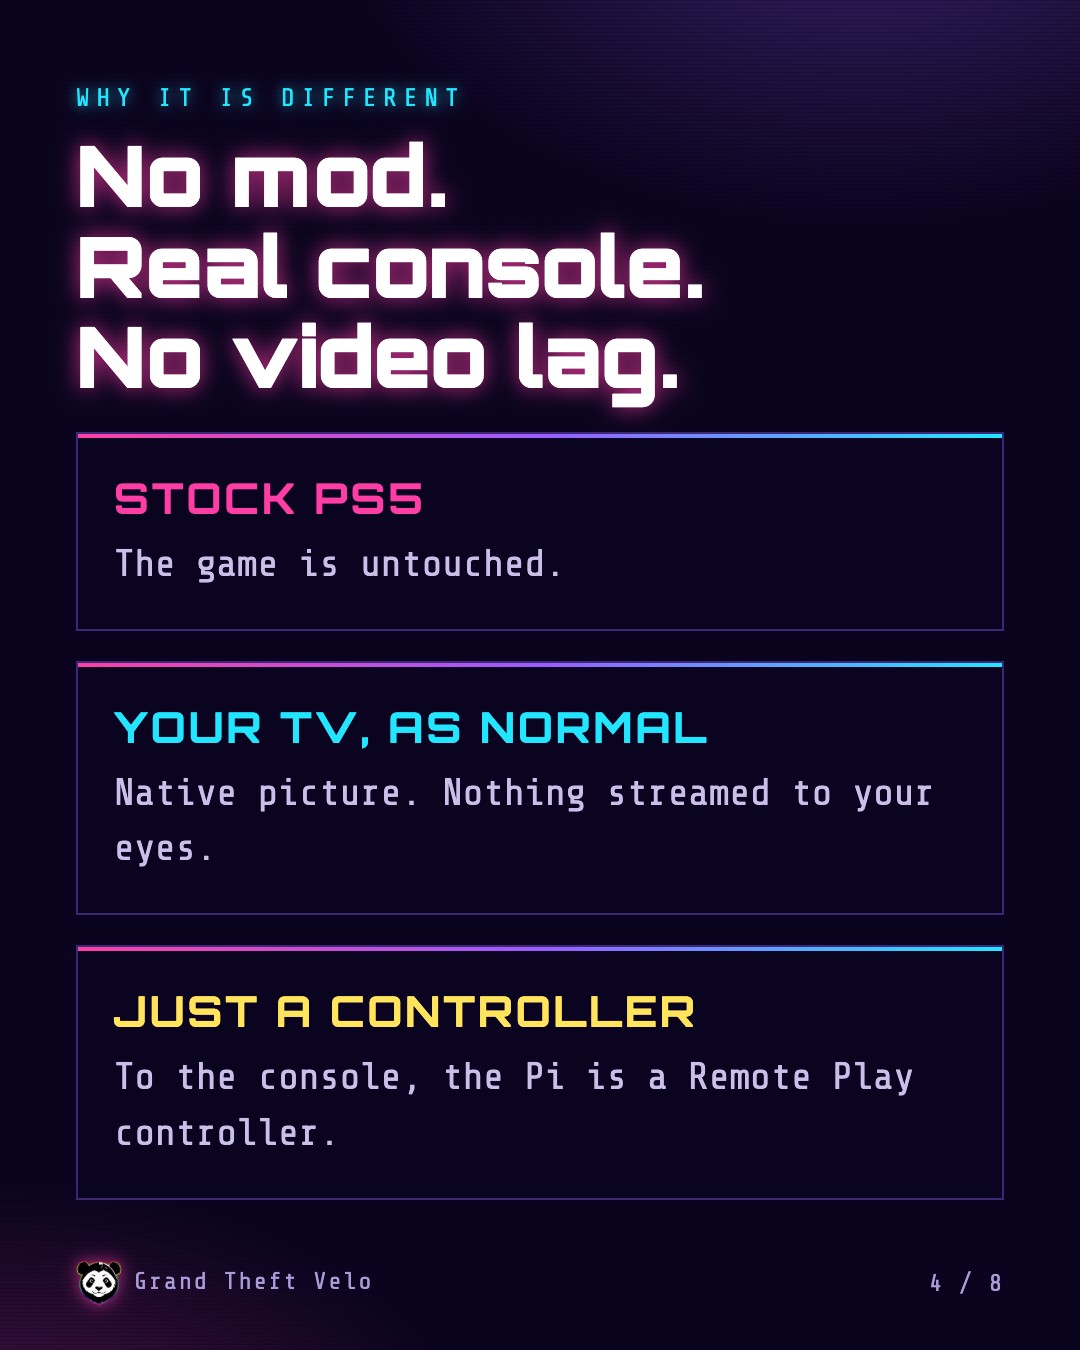 WHY IT IS DIFFERENT
No mod.
Real console.
No video lag.
STOCK PS5
The game is untouched.
YOUR TV, AS NORMAL
Native picture. Nothing streamed to your
eyes.
JUST A CONTROLLER
To the console, the Pi is a Remote Play
controller.
Grand Theft Velo
4 / 8